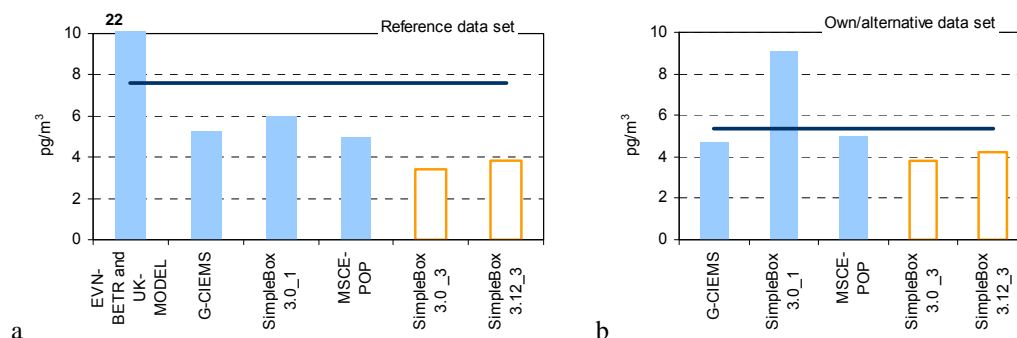 22
Reference data set
10
8
6
4
2
0
pg/m³
EVN-
BETR and
UK-
MODEL
G-CIEMS
SimpleBox
3.0_1
MSCE-
POP
SimpleBox
3.0_3
SimpleBox
3.12_3
a
Own/alternative data set
10
8
6
4
2
0
pg/m³
G-CIEMS
SimpleBox
3.0_1
MSCE-
POP
SimpleBox
3.0_3
SimpleBox
3.12_3
b